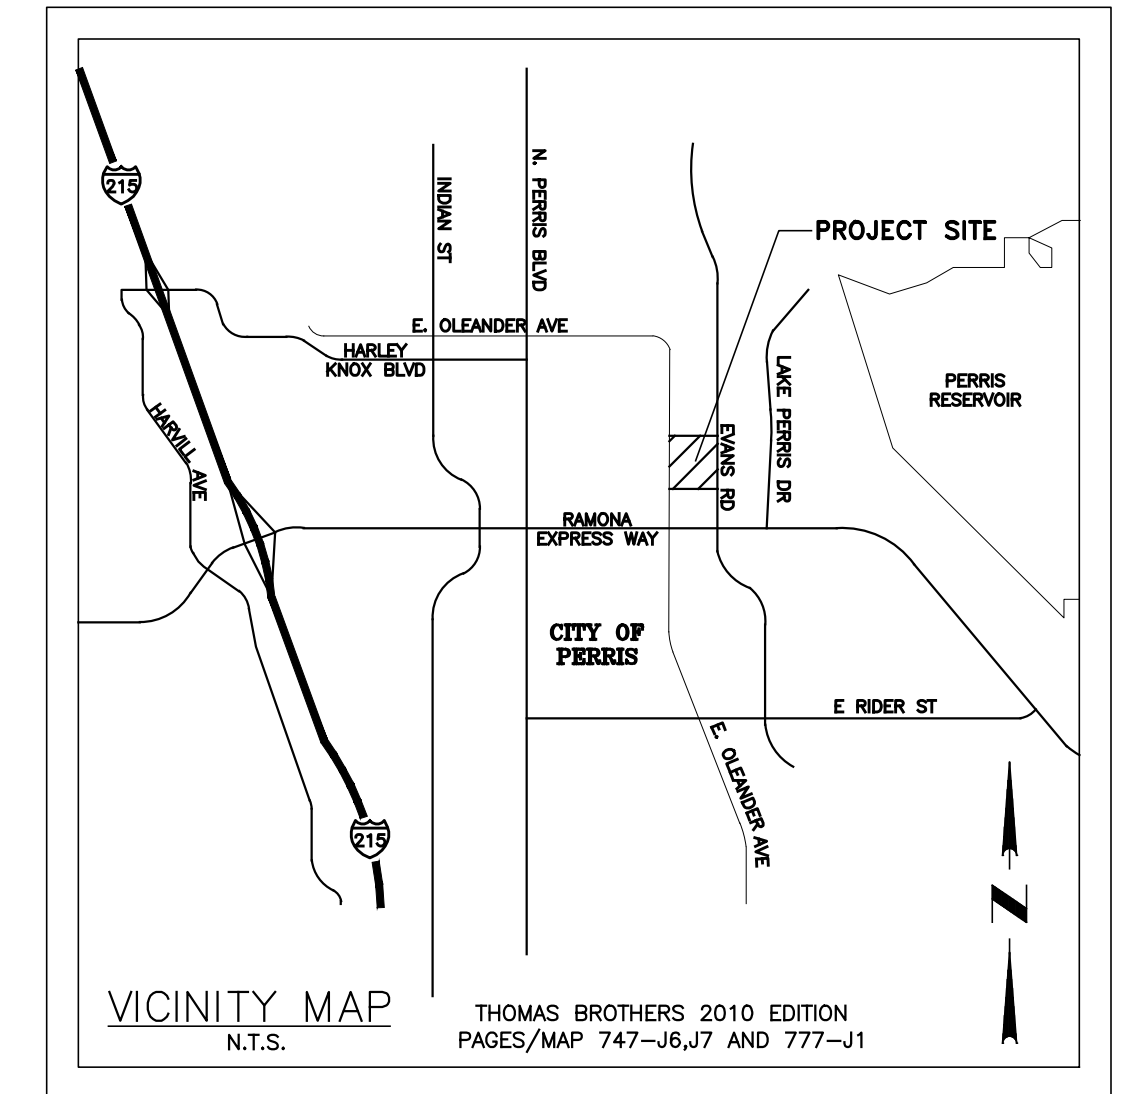 215
INDIAN ST
N. PERRIS BLVD
PROJECT SITE
E. OLEANDER AVE
HARLEY
KNOX BLVD
HARVILL AVE
EVANS RD
LAKE PERRIS DR
PERRIS
RESERVOIR
RAMONA
EXPRESS WAY
CITY OF
PERRIS
E RIDER ST
E. OLEANDER AVE
215
N
VICINITY MAP
N.T.S.
THOMAS BROTHERS 2010 EDITION
PAGES/MAP 747-J6,J7 AND 777-J1